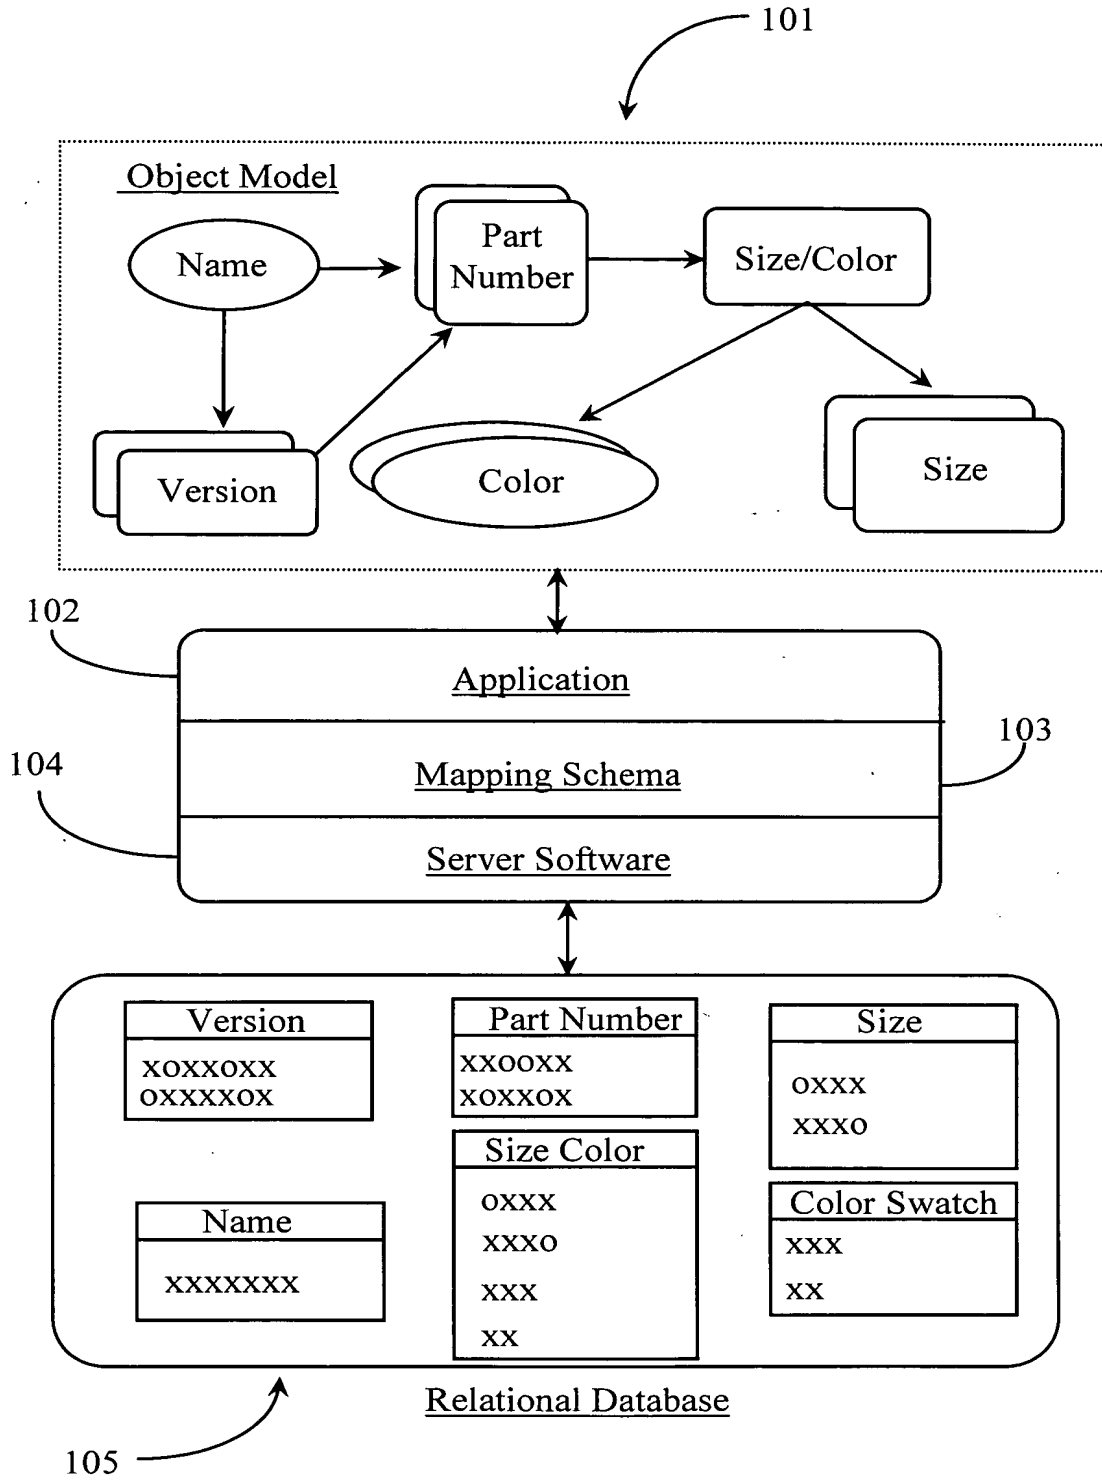 101
Object Model
Name
Part
Number
Size/Color
Version
Color
Size
102
Application
103
Mapping Schema
104
Server Software
Version
xoxxoxx
oxxxxox
Part Number
xxooxx
xoxxox
Size
oxxx
xxxo
Size Color
oxxx
xxxo
xxx
xx
Name
xxxxxxx
Color Swatch
xxx
xx
Relational Database
105